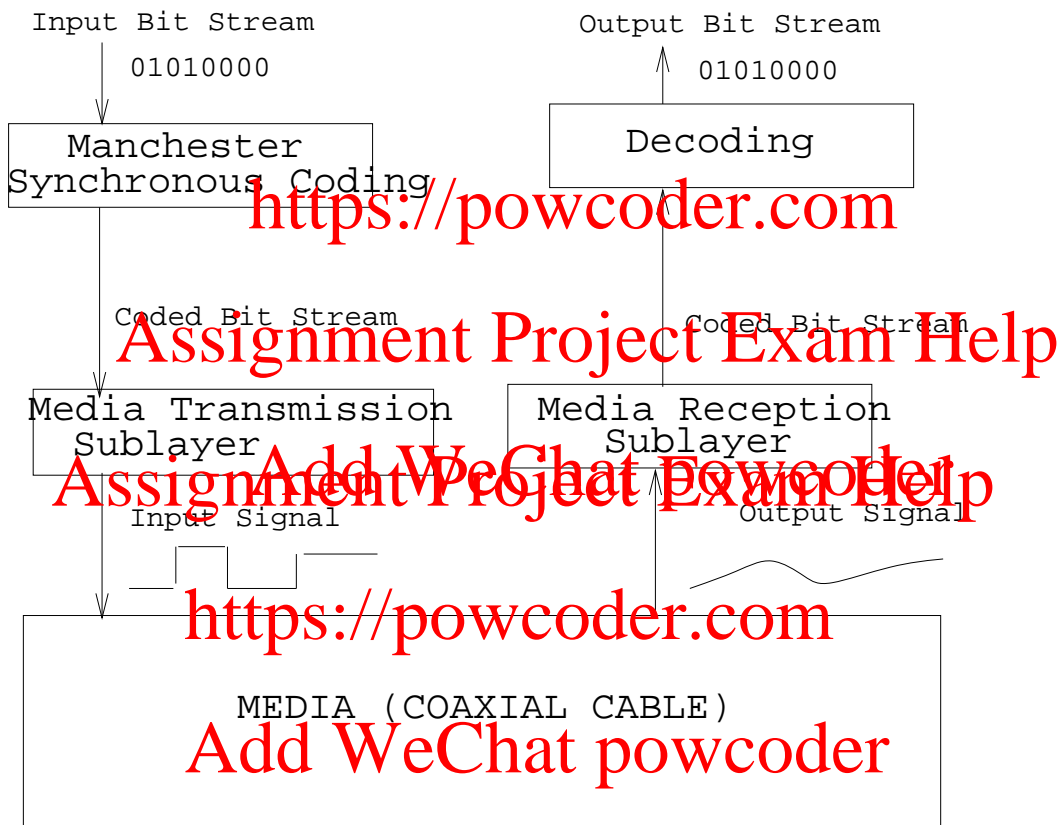 Input Bit Stream
Output Bit Stream
01010000
01010000
Manchester
Synchronous Coding
Decoding
https://powcoder.com
Coded Bit Stream
Coded Bit Stream
Assignment Project Exam Help
Media Transmission
Sublayer
Media Reception
Sublayer
Add WeChat powcoder
Assignment Project Exam Help
Input Signal
Output Signal
https://powcoder.com
MEDIA (COAXIAL CABLE)
Add WeChat powcoder